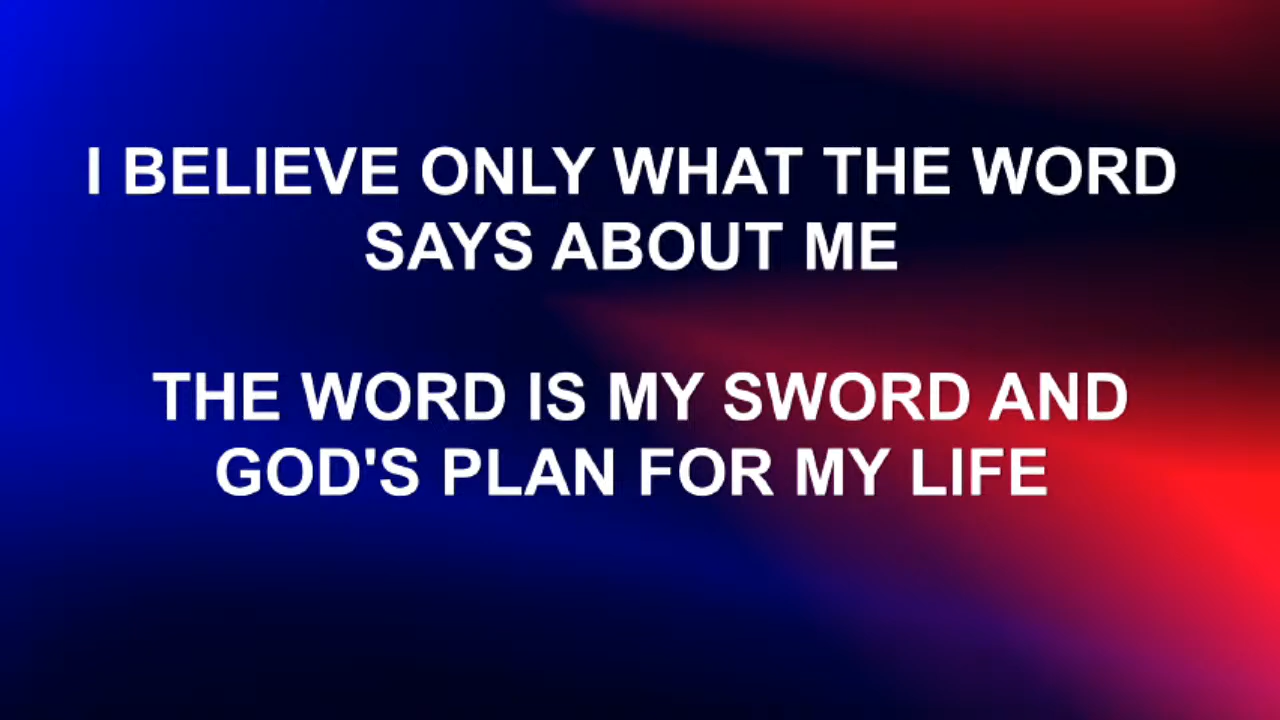 I BELIEVE ONLY WHAT THE WORD
SAYS ABOUT ME
THE WORD IS MY SWORD AND
GOD'S PLAN FOR MY LIFE